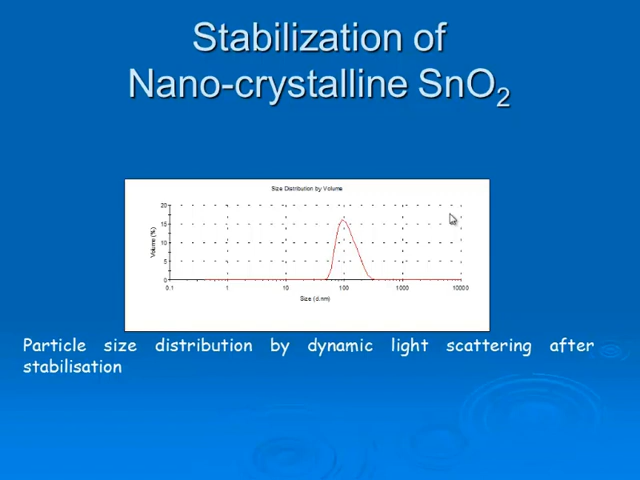 Stabilization of
Nano-crystalline SnO2
Size Distribution by Volume
20
15
10
5
0
Volume (%)
0.1 1 10 100 1000 10000
Size (d.nm)
Particle size distribution by dynamic light scattering after
stabilisation